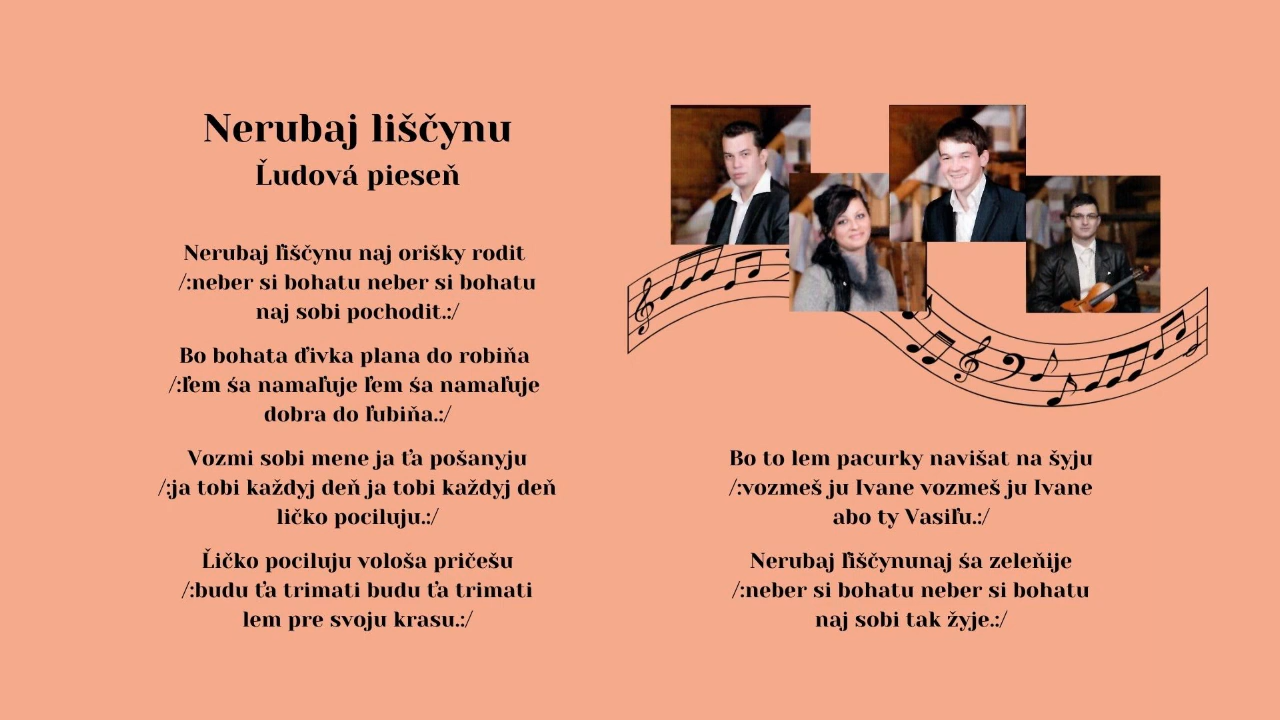 Nerubaj liščynu
Ľudová pieseň
Nerubaj ľiščynu naj orišky rodit
/:neber si bohatu neber si bohatu
naj sobi pochodit.:/
Bo bohata ďivka plana do robiňa
/:ľem śa namaľuje ľem śa namaľuje
dobra do ľubiňa.:/
Vozmi sobi mene ja ťa pošanyju
/:ja tobi každyj deň ja tobi každyj deň
ličko pociluju.:/
Ľičko pociluju vološa pričešu
/:budu ťa trimati budu ťa trimati
lem pre svoju krasu.:/
Bo to lem pacurky navišat na šyju
/:vozmeš ju Ivane vozmeš ju Ivane
abo ty Vasiľu.:/
Nerubaj ľiščynunaj śa zeleňije
/:neber si bohatu neber si bohatu
naj sobi tak žyje.:/